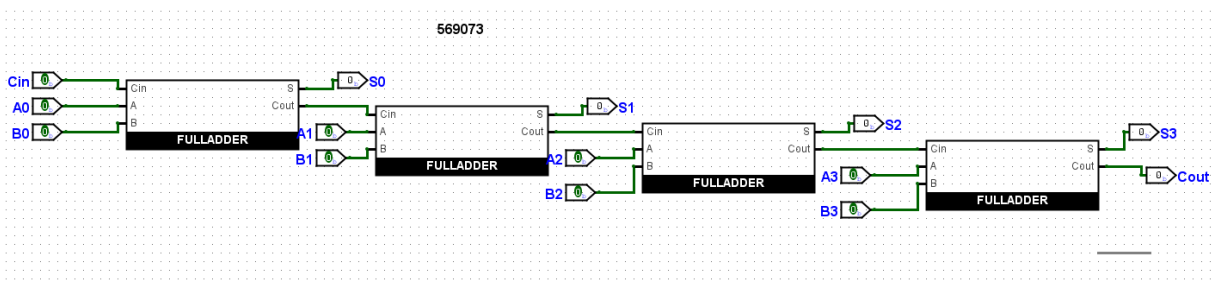 569073
Cin 0 Cin S 0 S0
A0 0 A Cout
B0 0 B
FULLADDER
Cin S 0 S1
A1 0 A Cout
B1 0 B
FULLADDER
Cin S 0 S2
A2 0 A Cout
B2 0 B
FULLADDER
Cin S 0 S3
A3 0 A Cout 0 Cout
B3 0 B
FULLADDER